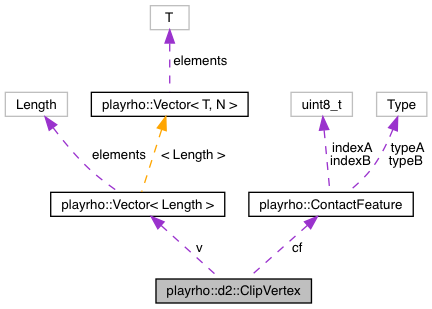 T
elements
Length
playrho::Vector< T, N >
uint8_t
Type
elements
< Length >
indexA
indexB
typeA
typeB
playrho::Vector< Length >
playrho::ContactFeature
v
cf
playrho::d2::ClipVertex